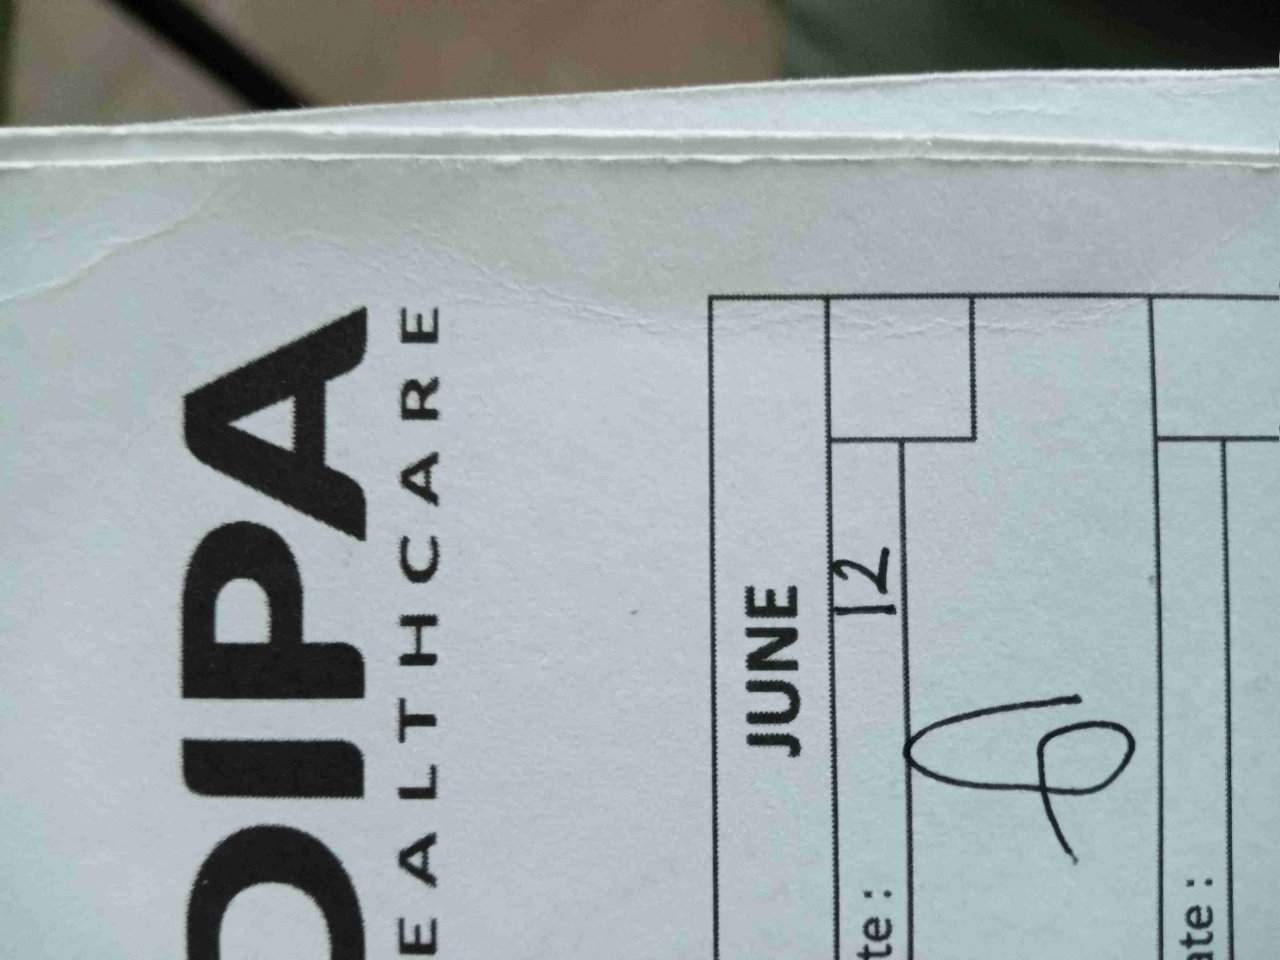 DIPA
EALTHCARE
JUNE
te : 12
ate :